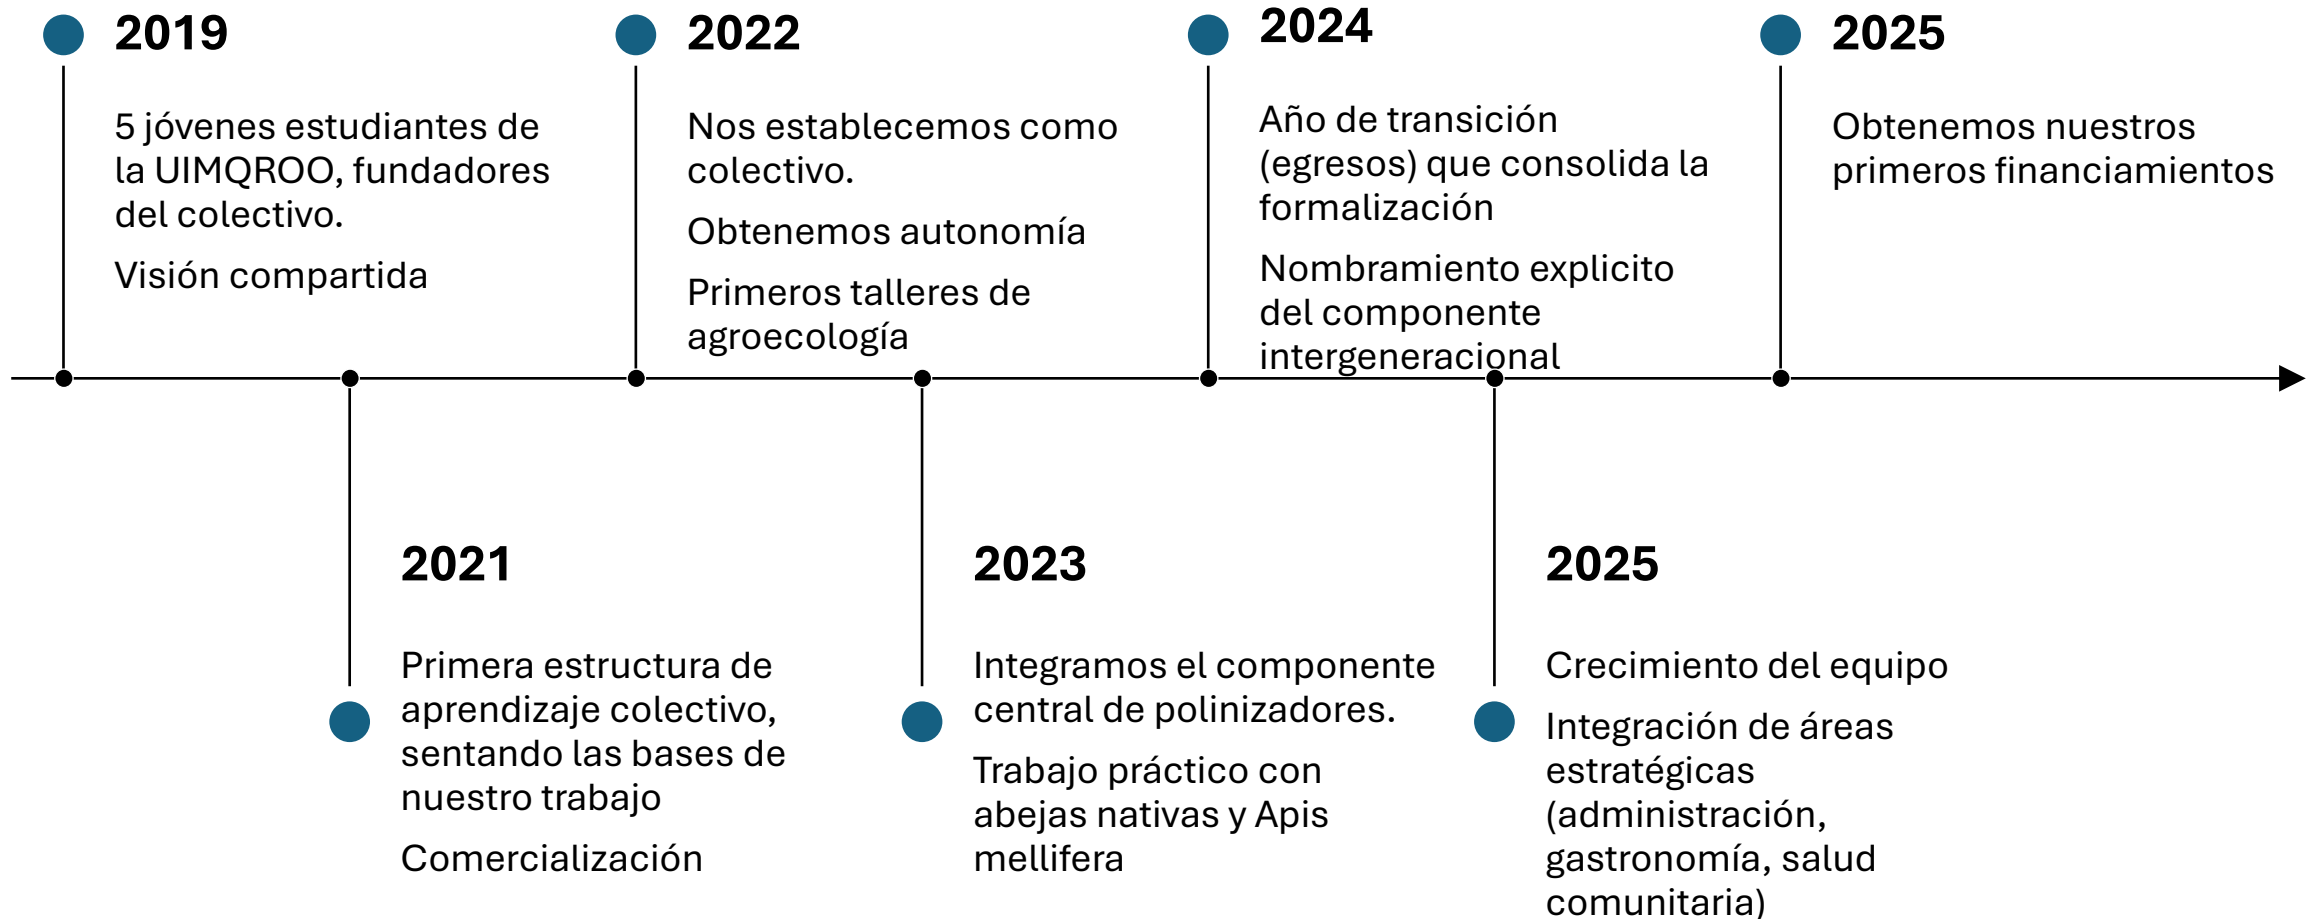 2019
5 jóvenes estudiantes de
la UIMQROO, fundadores
del colectivo.
Visión compartida
2021
Primera estructura de
aprendizaje colectivo,
sentando las bases de
nuestro trabajo
Comercialización
2022
Nos establecemos como
colectivo.
Obtenemos autonomía
Primeros talleres de
agroecología
2023
Integramos el componente
central de polinizadores.
Trabajo práctico con
abejas nativas y Apis
mellifera
2024
Año de transición
(egresos) que consolida la
formalización
Nombramiento explicito
del componente
intergeneracional
2025
Crecimiento del equipo
Integración de áreas
estratégicas
(administración,
gastronomía, salud
comunitaria)
2025
Obtenemos nuestros
primeros financiamientos